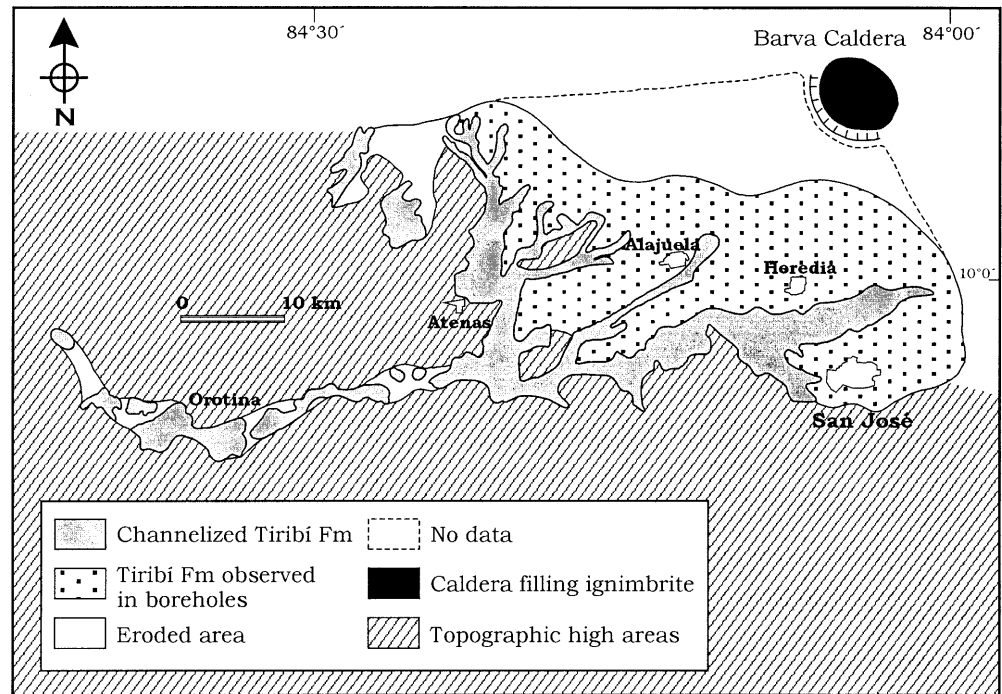 84°30´
84°00´
Barva Caldera
N
Alajuela
Heredia
10°0´
0 10 km
Atenas
Orotina
San José
Channelized Tiribí Fm
No data
Tiribí Fm observed
in boreholes
Caldera filling ignimbrite
Eroded area
Topographic high areas